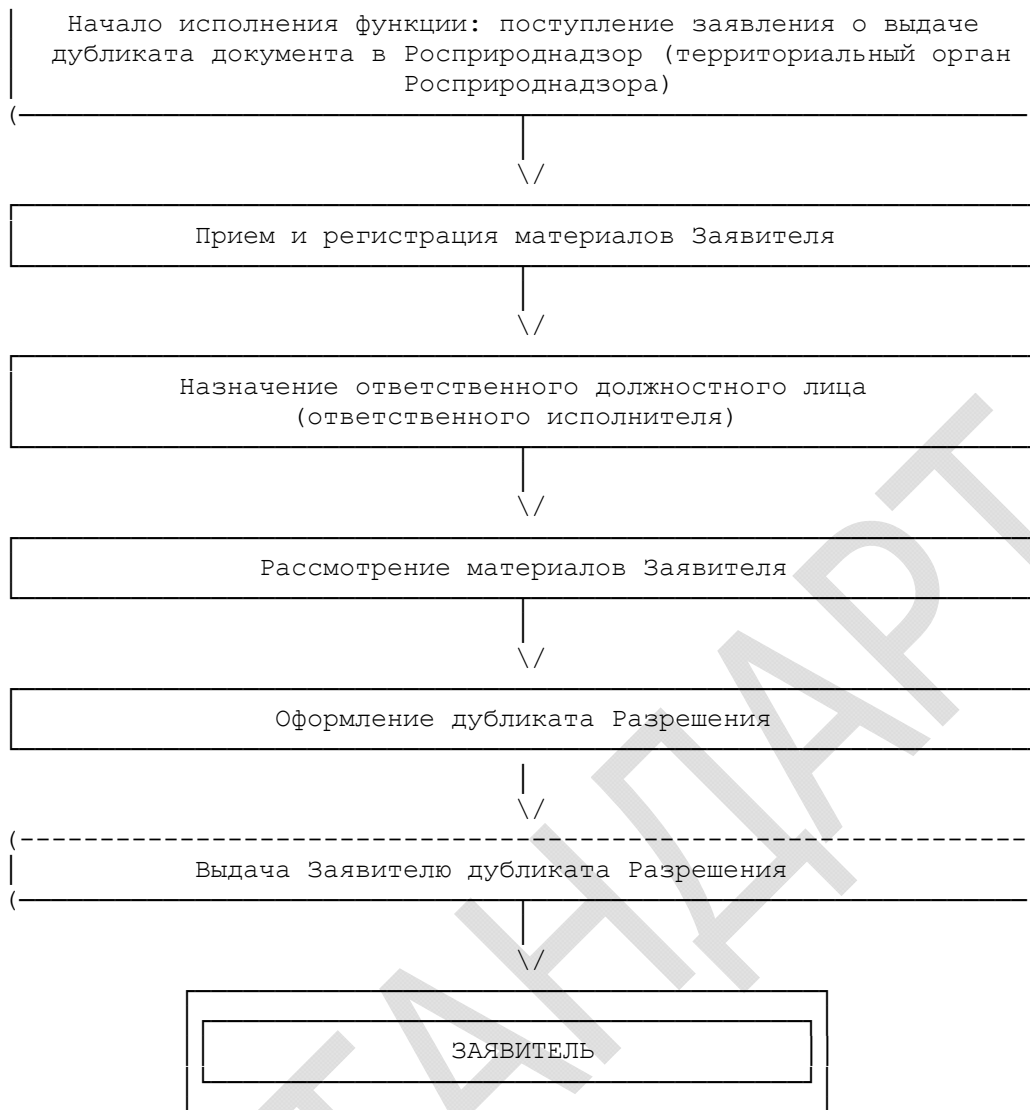 Начало исполнения функции: поступление заявления о выдаче
дубликата документа в Росприроднадзор (территориальный орган
Росприроднадзора)
Прием и регистрация материалов Заявителя
Назначение ответственного должностного лица
(ответственного исполнителя)
Рассмотрение материалов Заявителя
Оформление дубликата Разрешения
Выдача Заявителю дубликата Разрешения
ЗАЯВИТЕЛЬ
ТАНДАРТ